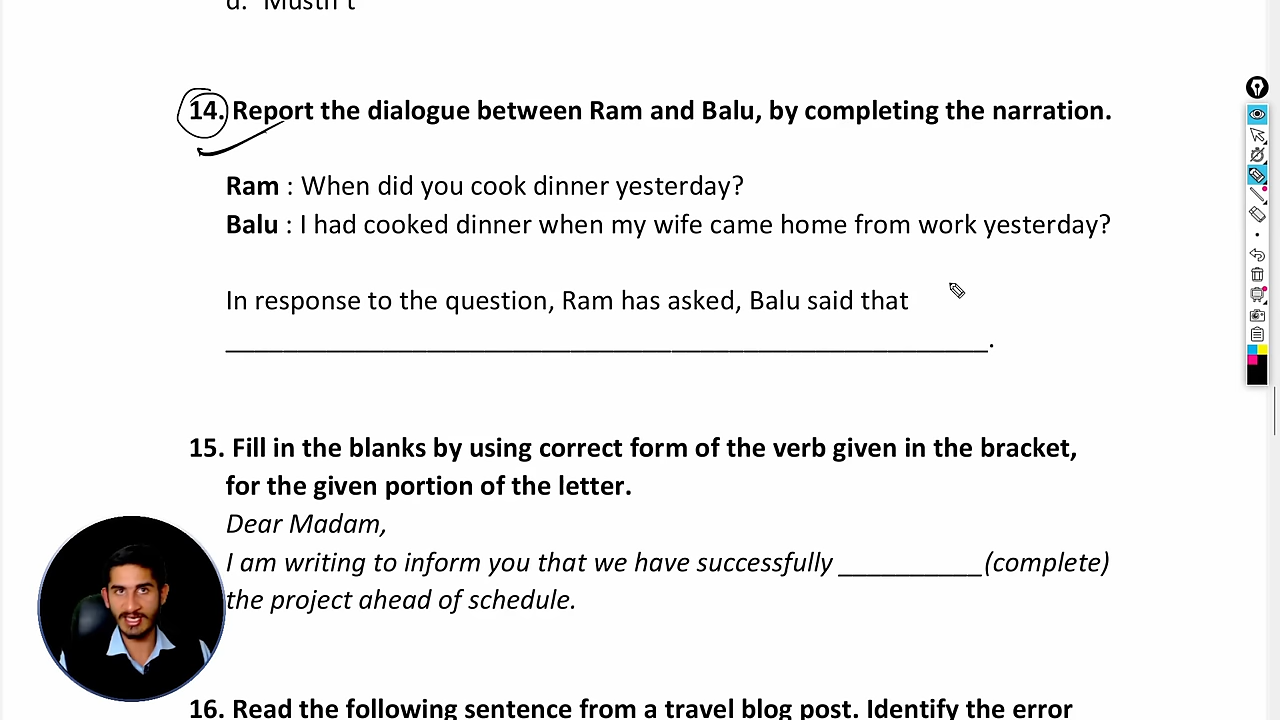 d. Mustn't
14. Report the dialogue between Ram and Balu, by completing the narration.
Ram : When did you cook dinner yesterday?
Balu : I had cooked dinner when my wife came home from work yesterday?
In response to the question, Ram has asked, Balu said that
______________________________________________________.
15. Fill in the blanks by using correct form of the verb given in the bracket,
for the given portion of the letter.
Dear Madam,
I am writing to inform you that we have successfully __________(complete)
the project ahead of schedule.
16. Read the following sentence from a travel blog post. Identify the error